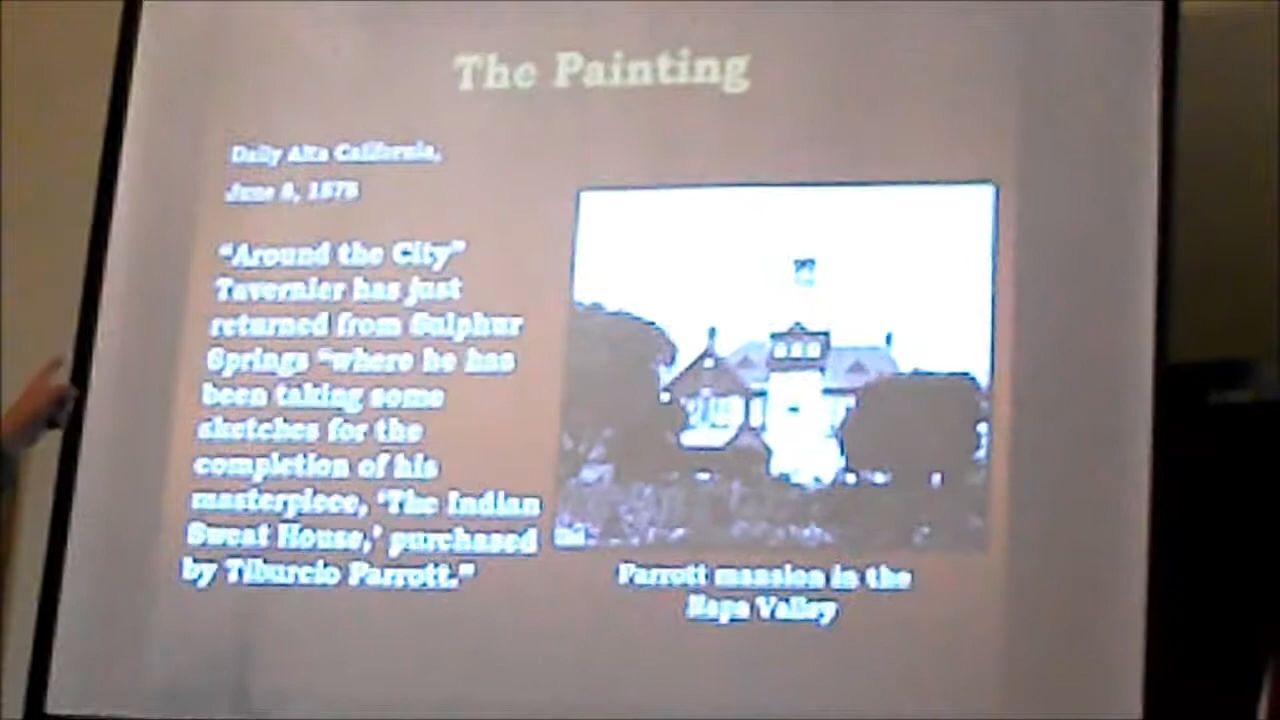 The Painting
Daily Alta California,
June 8, 1878
"Around the City"
Tavernier has just
returned from Sulphur
Springs "where he has
been taking some
sketches for the
completion of his
masterpiece, 'The Indian
Sweat House,' purchased
by Tiburcio Parrott."
Parrott mansion in the
Napa Valley